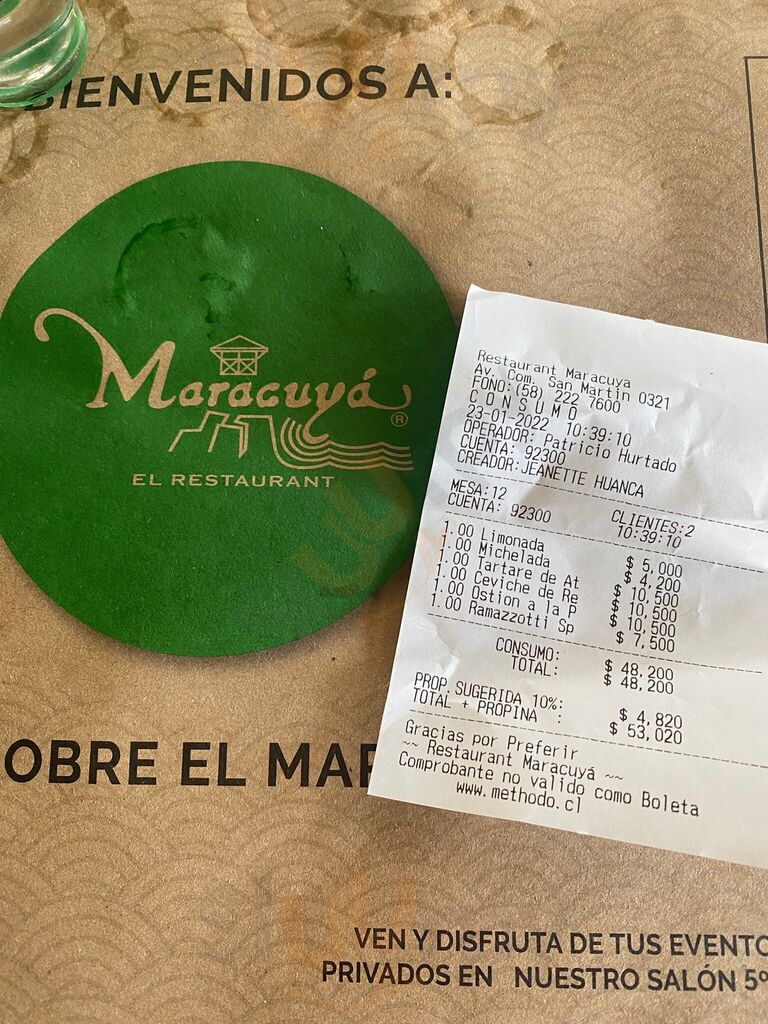 BIENVENIDOS A:
Maracuyá
®
EL RESTAURANT
Restaurant Maracuya
Av. Com. San Martin 0321
FONO:(58) 222 7600
C O N S U M O
23-01-2022 10:39:10
OPERADOR: Patricio Hurtado
CUENTA: 92300
CREADOR:JEANETTE HUANCA
MESA:12 CLIENTES:2
CUENTA: 92300 10:39:10
1.00 Limonada $ 5,000
1.00 Michelada $ 4,200
1.00 Tartare de At $ 10,500
1.00 Ceviche de Re $ 10,500
1.00 Ostion a la P $ 10,500
1.00 Ramazzotti Sp $ 7,500
CONSUMO: $ 48,200
TOTAL: $ 48,200
PROP.SUGERIDA 10%: $ 4,820
TOTAL + PROPINA : $ 53,020
Gracias por Preferir
~~ Restaurant Maracuyá ~~
Comprobante no valido como Boleta
www.methodo.cl
OBRE EL MAR
VEN Y DISFRUTA DE TUS EVENTO
PRIVADOS EN NUESTRO SALÓN 5º